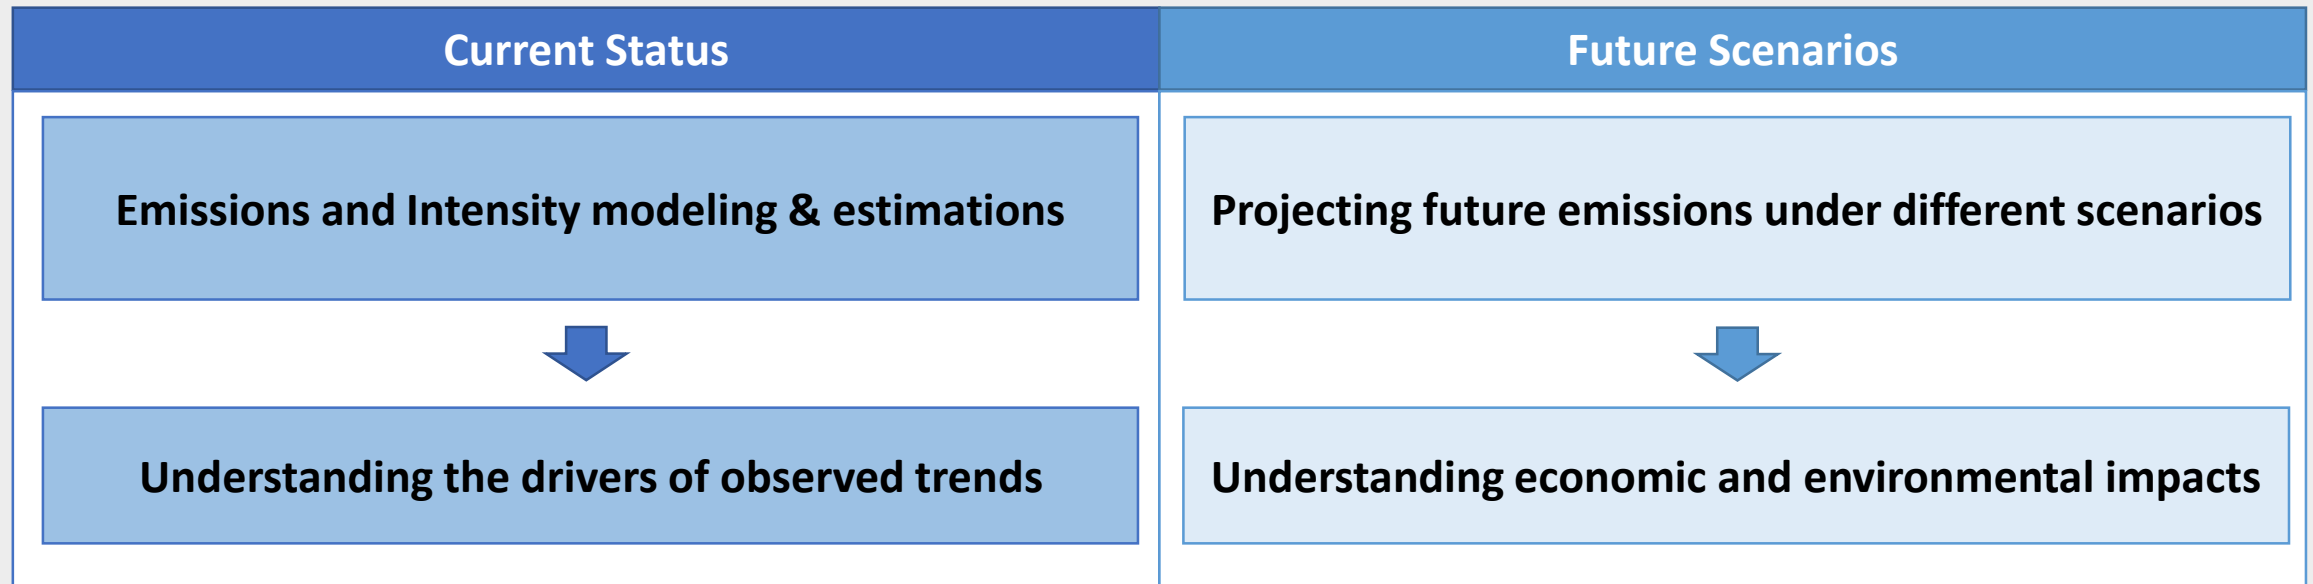 Current Status
Future Scenarios
Emissions and Intensity modeling & estimations
Projecting future emissions under different scenarios
Understanding the drivers of observed trends
Understanding economic and environmental impacts